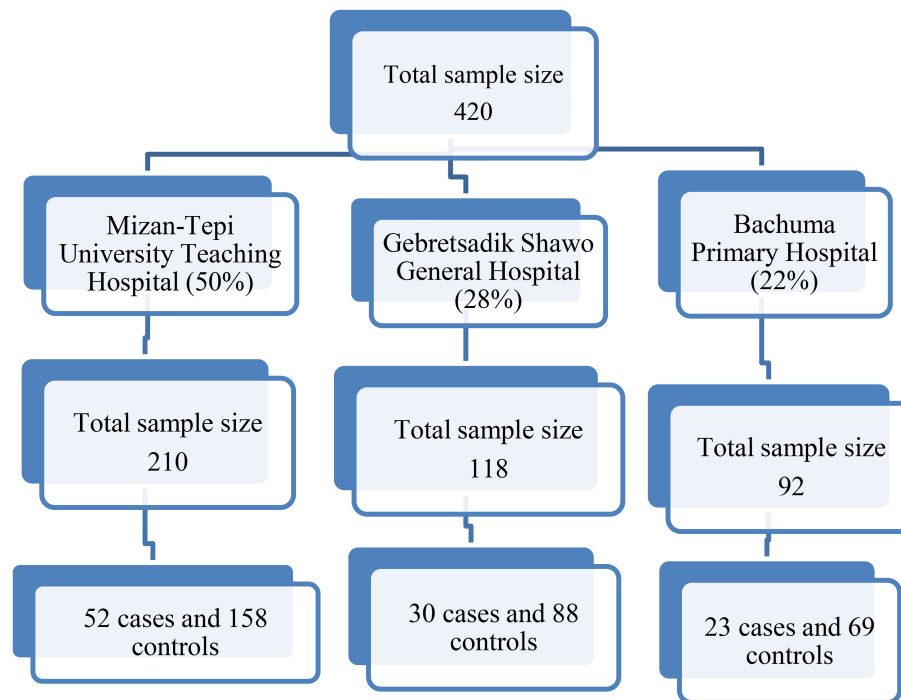 Total sample size
420
Mizan-Tepi
University Teaching
Hospital (50%)
Gebretsadik Shawo
General Hospital
(28%)
Bachuma
Primary Hospital
(22%)
Total sample size
210
Total sample size
118
Total sample size
92
52 cases and 158
controls
30 cases and 88
controls
23 cases and 69
controls